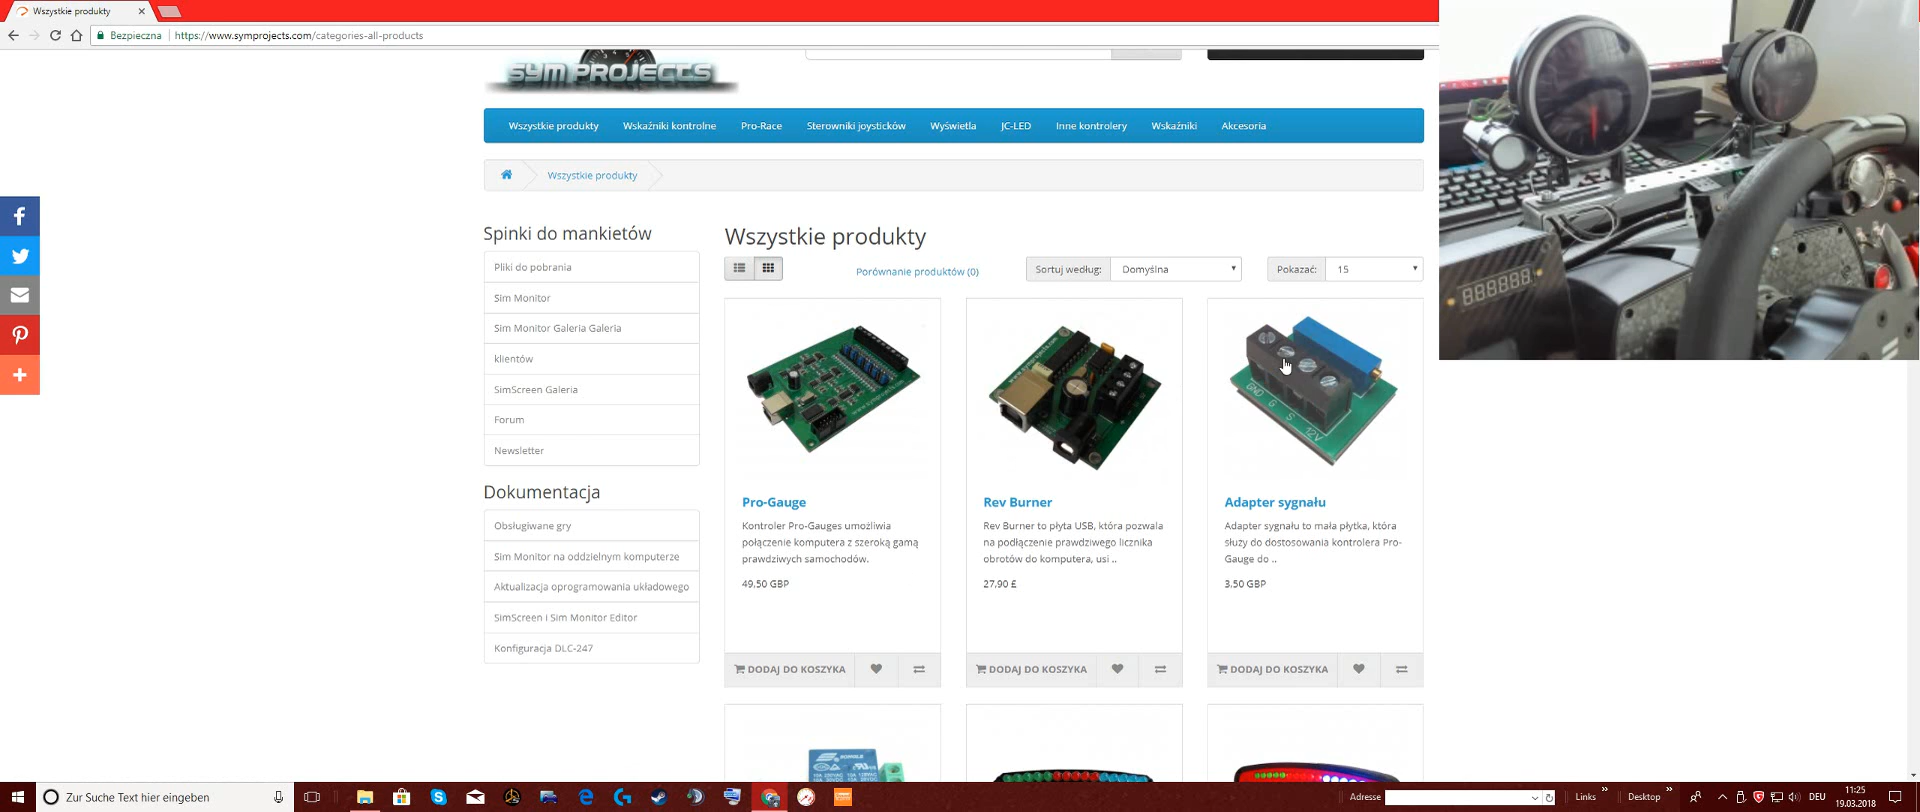 Wszystkie produkty
Bezpieczna
https://www.symprojects.com/categories-all-products
SYM PROJECTS
Wszystkie produkty
Wskaźniki kontrolne
Pro-Race
Sterowniki joysticków
Wyświetla
JC-LED
Inne kontrolery
Wskaźniki
Akcesoria
Wszystkie produkty
Spinki do mankietów
Pliki do pobrania
Sim Monitor
Sim Monitor Galeria Galeria
klientów
SimScreen Galeria
Forum
Newsletter
Dokumentacja
Obsługiwane gry
Sim Monitor na oddzielnym komputerze
Aktualizacja oprogramowania układowego
SimScreen i Sim Monitor Editor
Konfiguracja DLC-247
Wszystkie produkty
Porównanie produktów (0)
Sortuj według:
Domyślna
Pokazać:
15
Pro-Gauge
Kontroler Pro-Gauges umożliwia
połączenie komputera z szeroką gamą
prawdziwych samochodów.
49,50 GBP
DODAJ DO KOSZYKA
Rev Burner
Rev Burner to płyta USB, która pozwala
na podłączenie prawdziwego licznika
obrotów do komputera, usi ..
27,90 £
DODAJ DO KOSZYKA
GND G S 12V
Adapter sygnału
Adapter sygnału to mała płytka, która
służy do dostosowania kontrolera Pro-
Gauge do ..
3,50 GBP
DODAJ DO KOSZYKA
SONGLE
Zur Suche Text hier eingeben
Adresse
Links
Desktop
DEU
11:25
19.03.2018